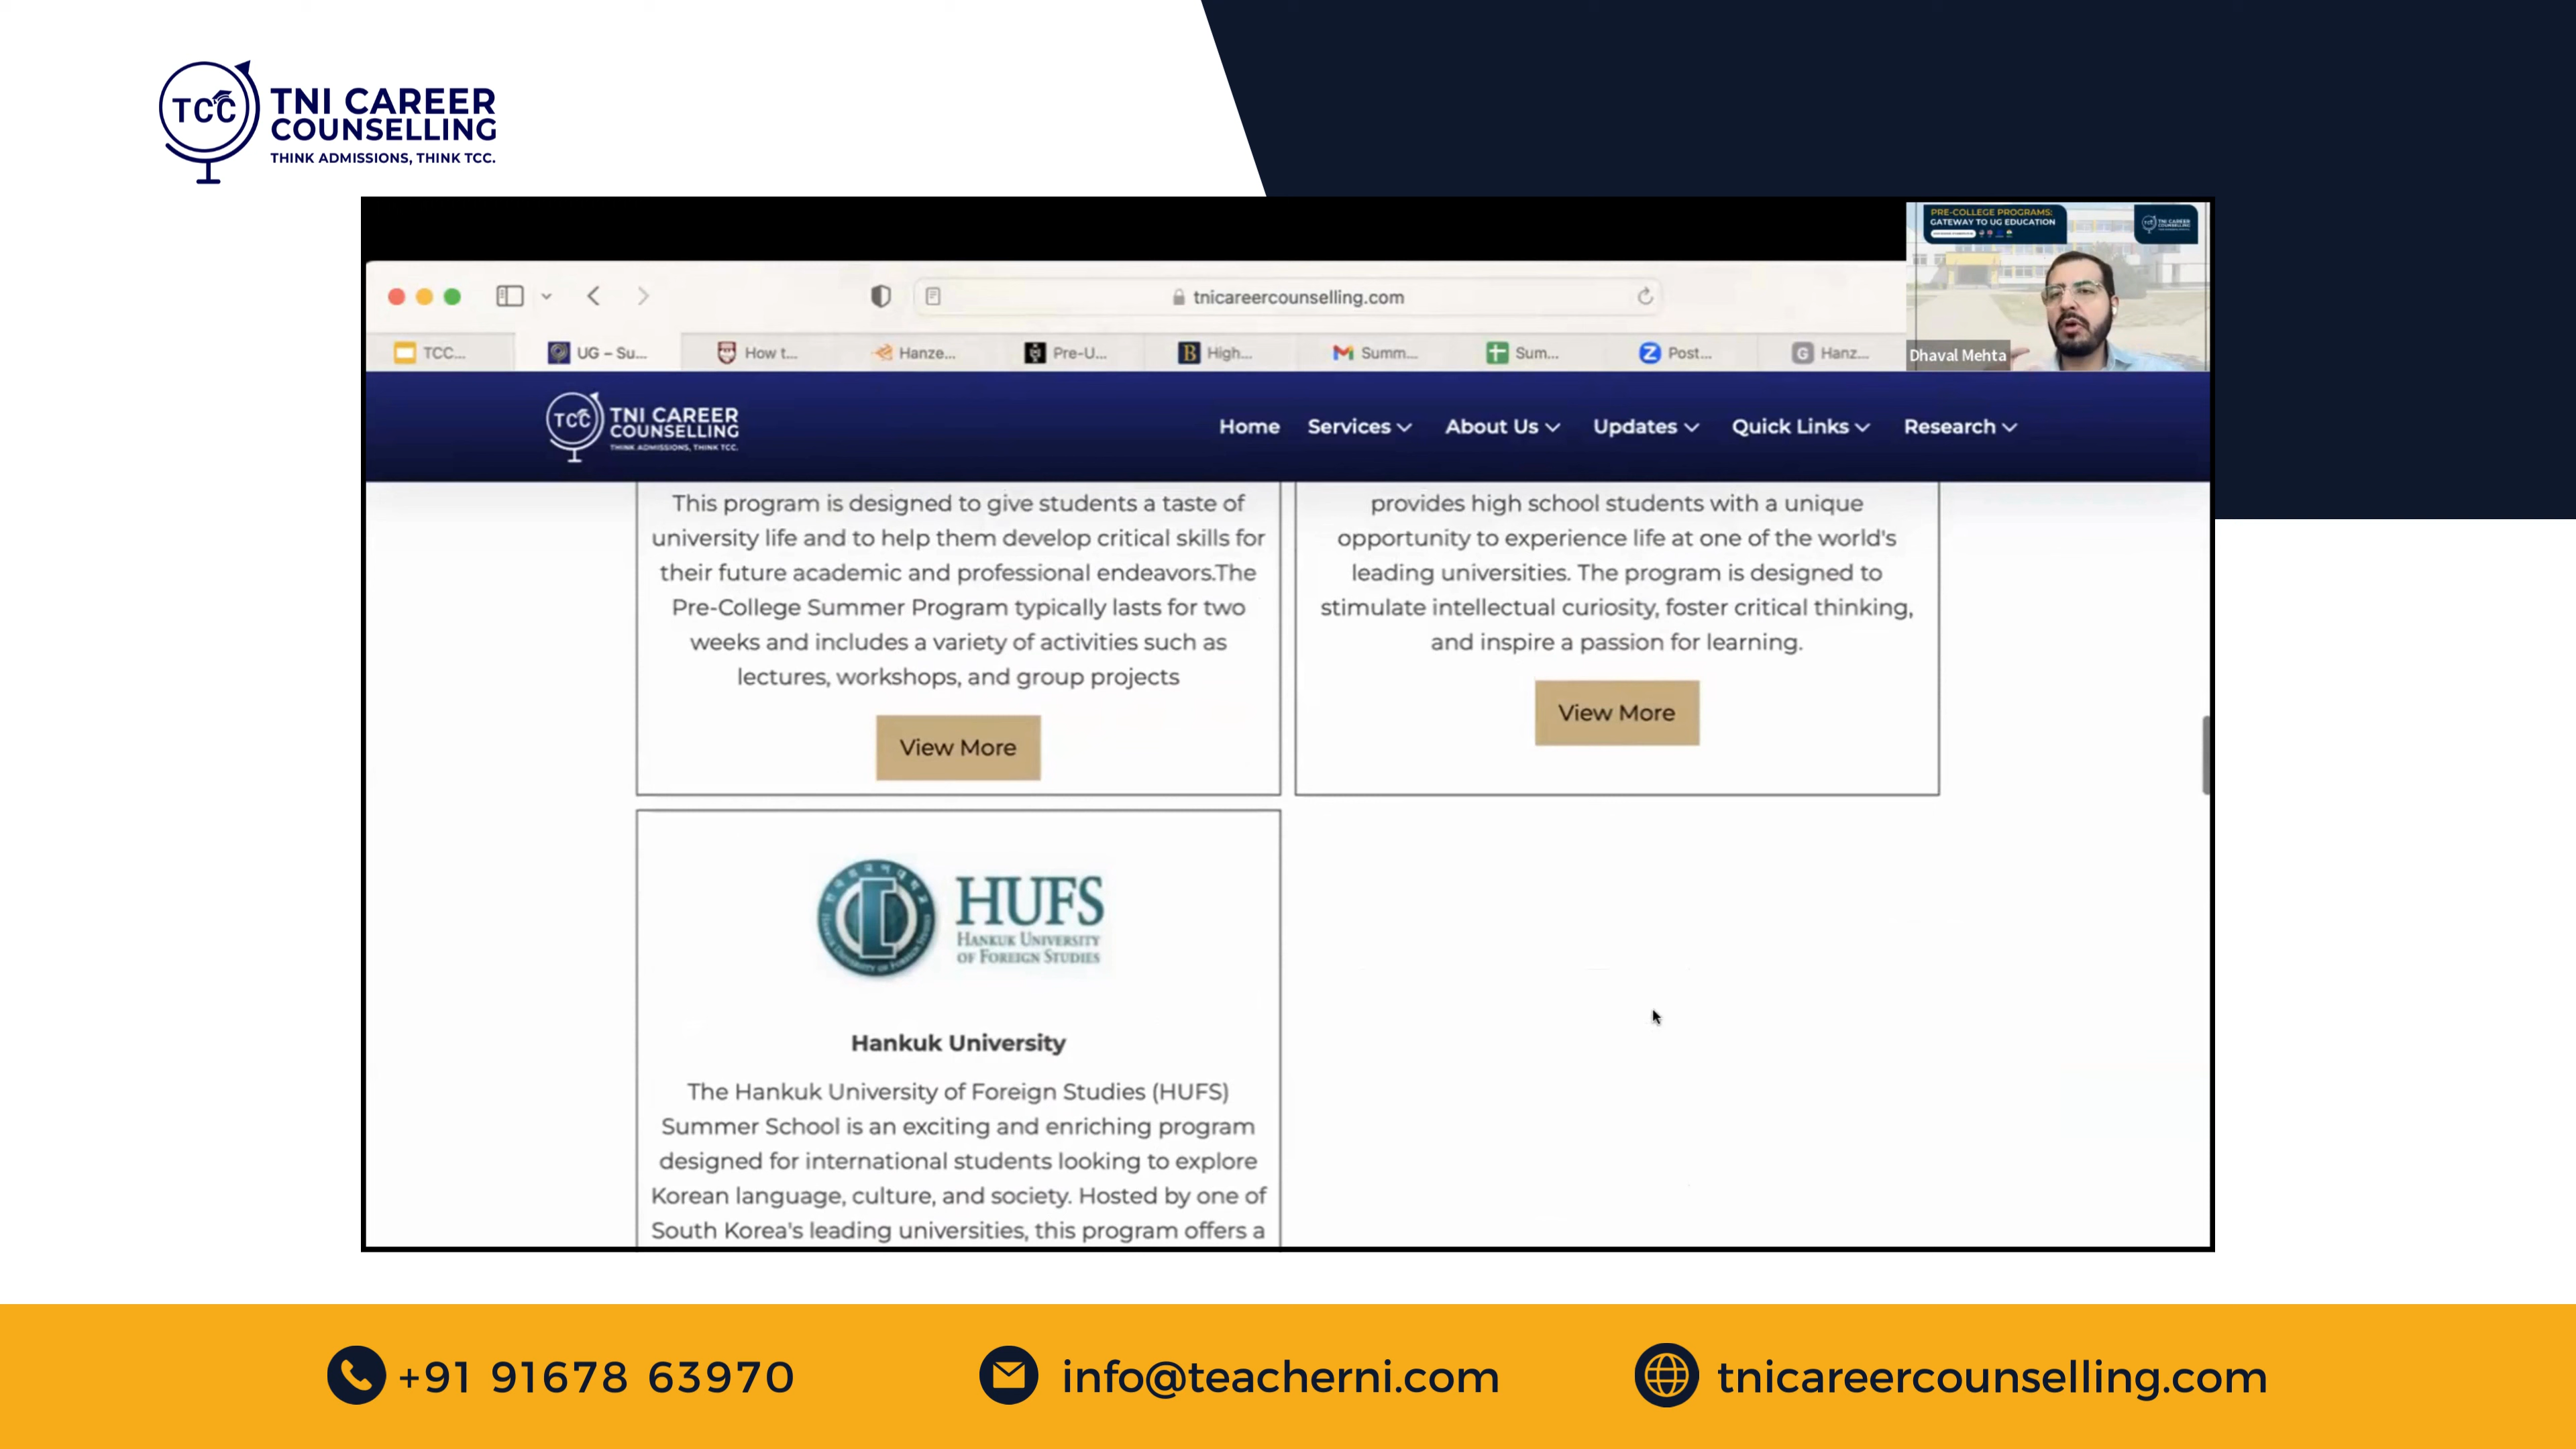 TCC
TNI CAREER
COUNSELLING
THINK ADMISSIONS, THINK TCC.
PRE-COLLEGE PROGRAMS:
GATEWAY TO UG EDUCATION
TNI CAREER
COUNSELLING
Dhaval Mehta
tnicareercounselling.com
TCC...
UG – Su...
How t...
Hanze...
Pre-U...
High...
Summ...
Sum...
Post...
Hanz...
TCC
TNI CAREER
COUNSELLING
THINK ADMISSIONS, THINK TCC.
Home
Services
About Us
Updates
Quick Links
Research
This program is designed to give students a taste of
university life and to help them develop critical skills for
their future academic and professional endeavors.The
Pre-College Summer Program typically lasts for two
weeks and includes a variety of activities such as
lectures, workshops, and group projects
View More
provides high school students with a unique
opportunity to experience life at one of the world's
leading universities. The program is designed to
stimulate intellectual curiosity, foster critical thinking,
and inspire a passion for learning.
View More
HUFS
HANKUK UNIVERSITY
OF FOREIGN STUDIES
Hankuk University
The Hankuk University of Foreign Studies (HUFS)
Summer School is an exciting and enriching program
designed for international students looking to explore
Korean language, culture, and society. Hosted by one of
South Korea's leading universities, this program offers a
+91 91678 63970
info@teacherni.com
tnicareercounselling.com